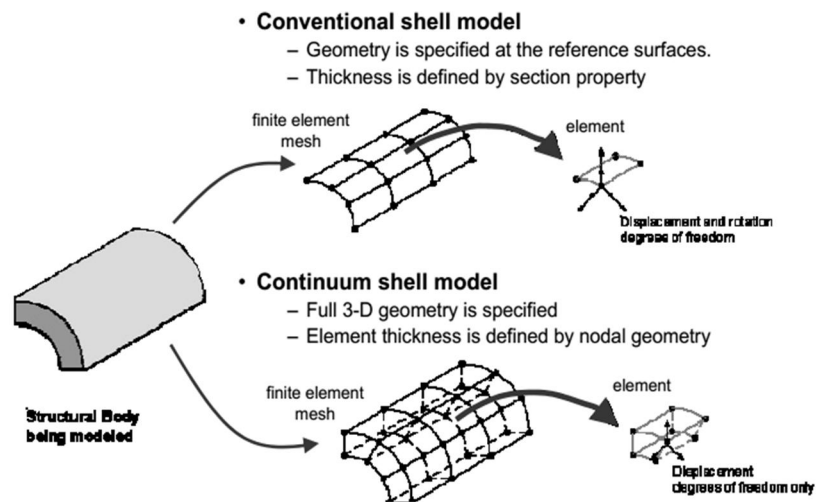 • Conventional shell model
– Geometry is specified at the reference surfaces.
– Thickness is defined by section property
finite element
mesh
element
Displacement and rotation
degrees of freedom
• Continuum shell model
– Full 3-D geometry is specified
– Element thickness is defined by nodal geometry
finite element
mesh
element
Displacement
degrees of freedom only
Structural Body
being modeled